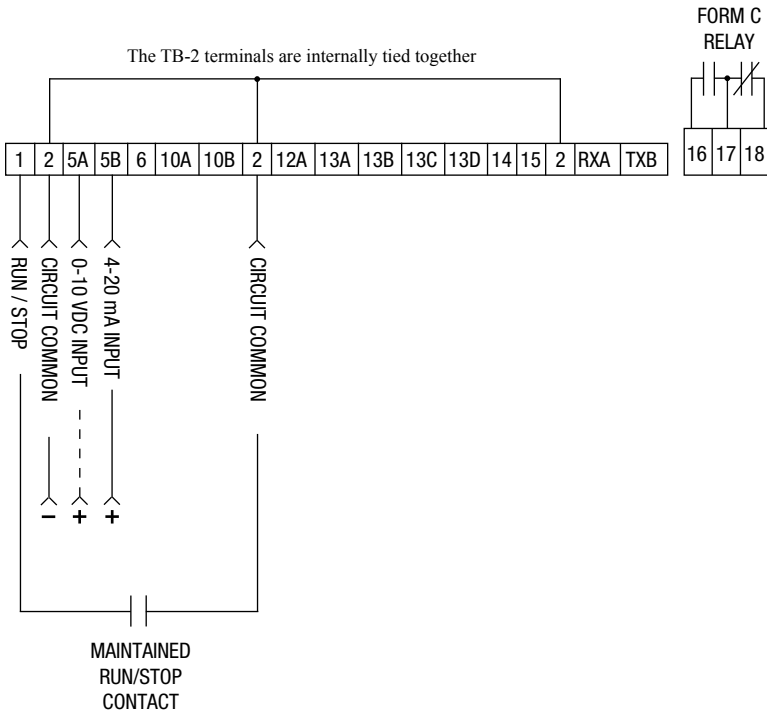 FORM C
RELAY
The TB-2 terminals are internally tied together
1 2 5A 5B 6 10A 10B 2 12A 13A 13B 13C 13D 14 15 2 RXA TXB
16 17 18
RUN / STOP
CIRCUIT COMMON
0-10 VDC INPUT
4-20 mA INPUT
CIRCUIT COMMON
– + +
MAINTAINED
RUN/STOP
CONTACT